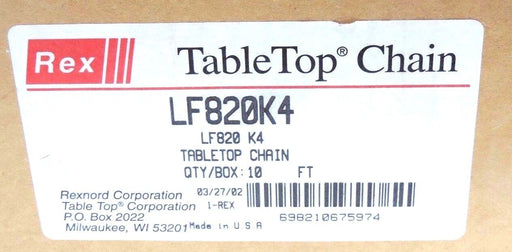 Rex TableTop® Chain
LF820K4
LF820 K4
TABLETOP CHAIN
QTY/BOX: 10 FT
Rexnord Corporation 03/27/02
Table Top® Corporation 1-REX
P.O. Box 2022
Milwaukee, WI 53201 Made in U.S.A
698210675974